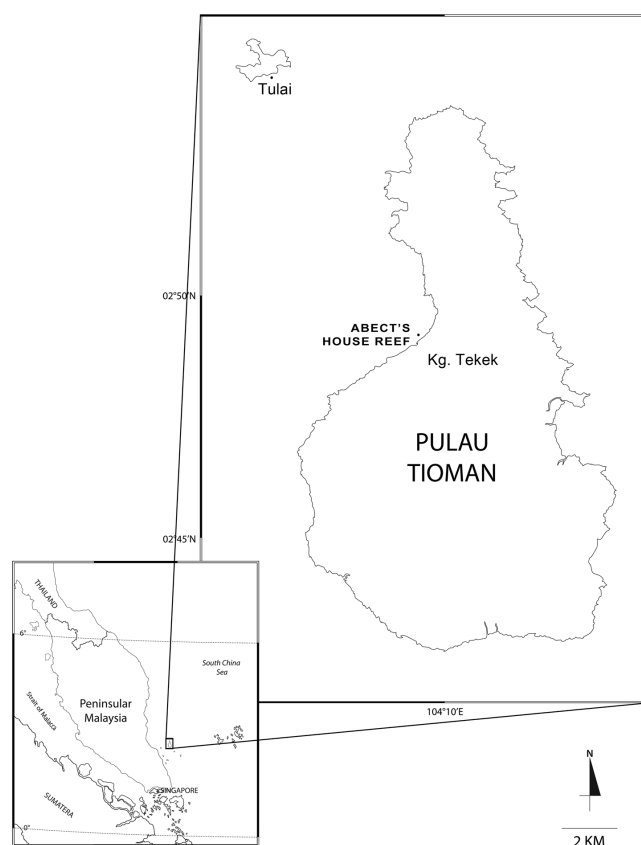 Tulai
02°50'N
ABECT'S
HOUSE REEF
Kg. Tekek
PULAU
TIOMAN
02°45'N
THAILAND
6°
South China
Sea
Strait of Malacca
Peninsular
Malaysia
104°10'E
SINGAPORE
SUMATERA
0°
N
2 KM